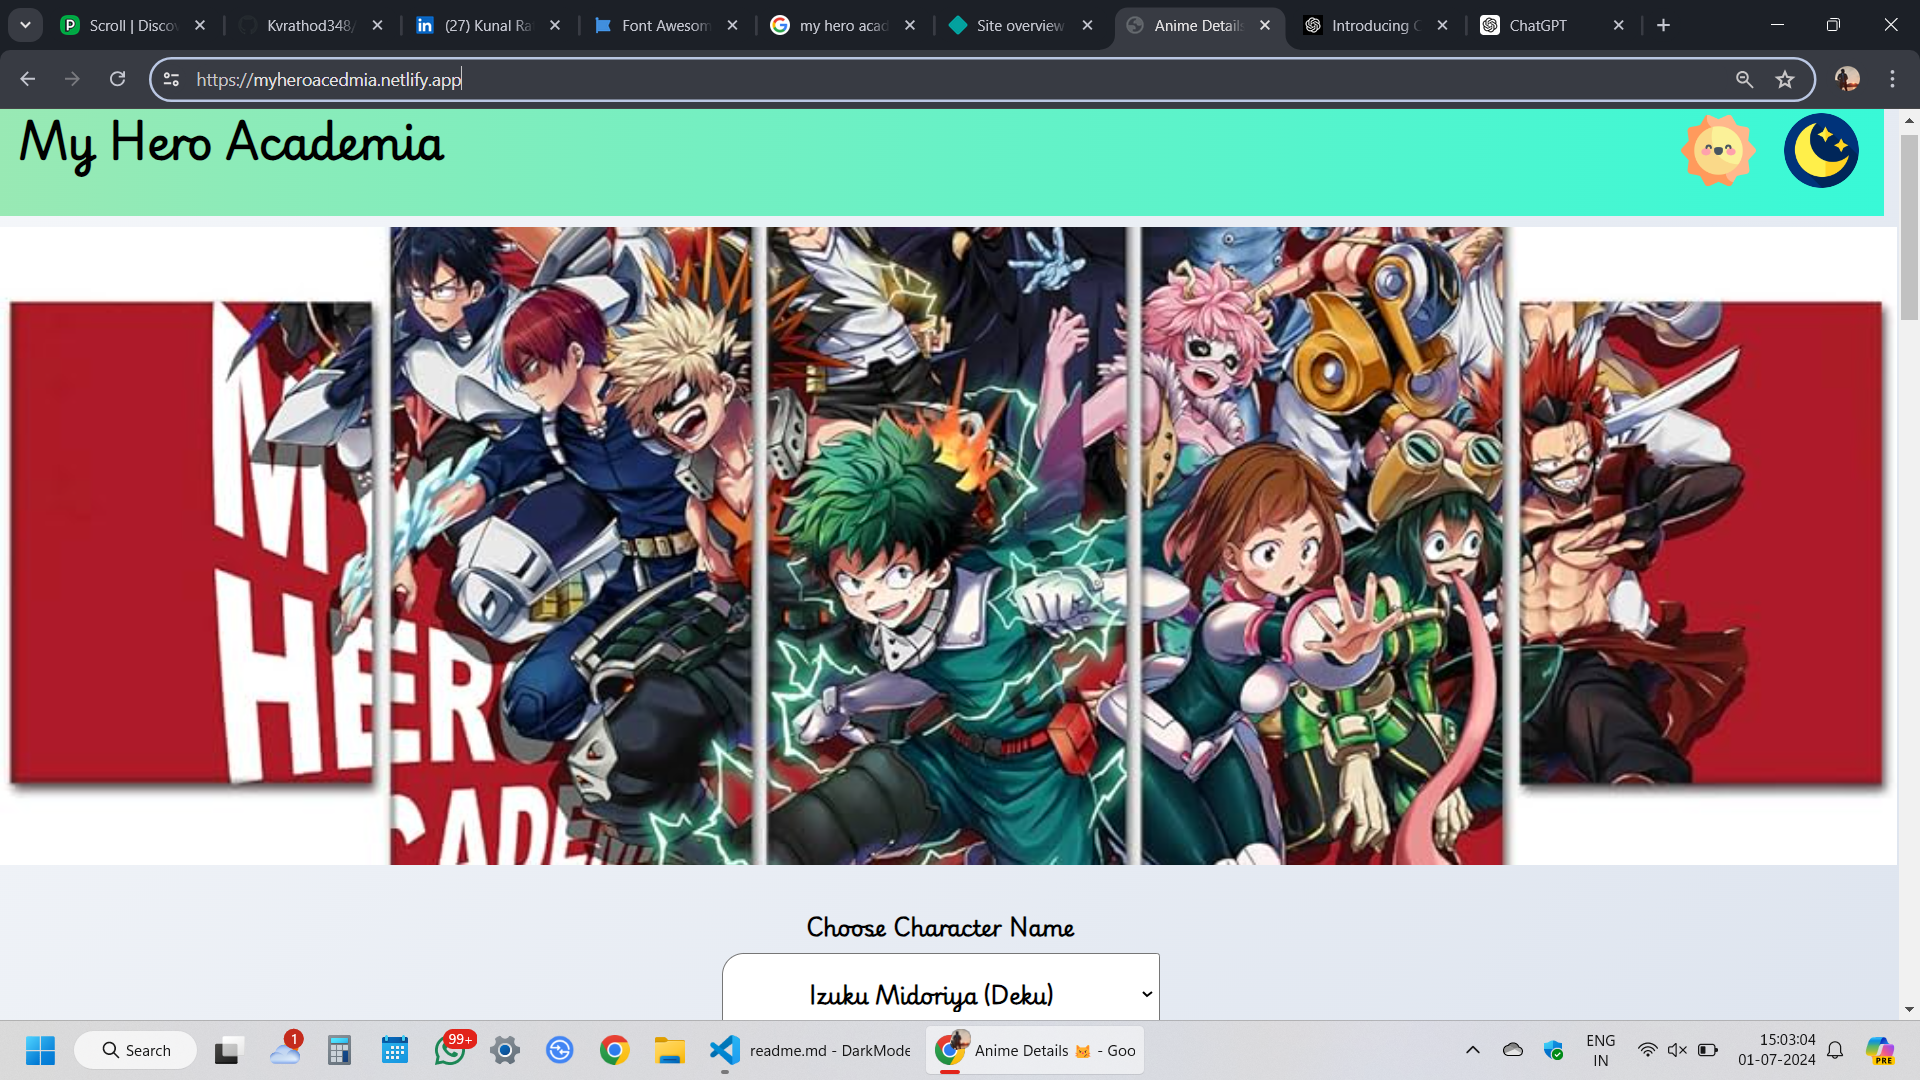 Scroll | Disco
Kvrathod348/
(27) Kunal Ra
Font Awesom
my hero acad
Site overview
Anime Details
Introducing C
ChatGPT
https://myheroacedmia.netlify.app
My Hero Academia
MY
HERO
ACADE
Choose Character Name
Izuku Midoriya (Deku)
1
Search
99+
readme.md - DarkMode
Anime Details 🐱 - Goo
ENG
IN
15:03:04
01-07-2024
PRE